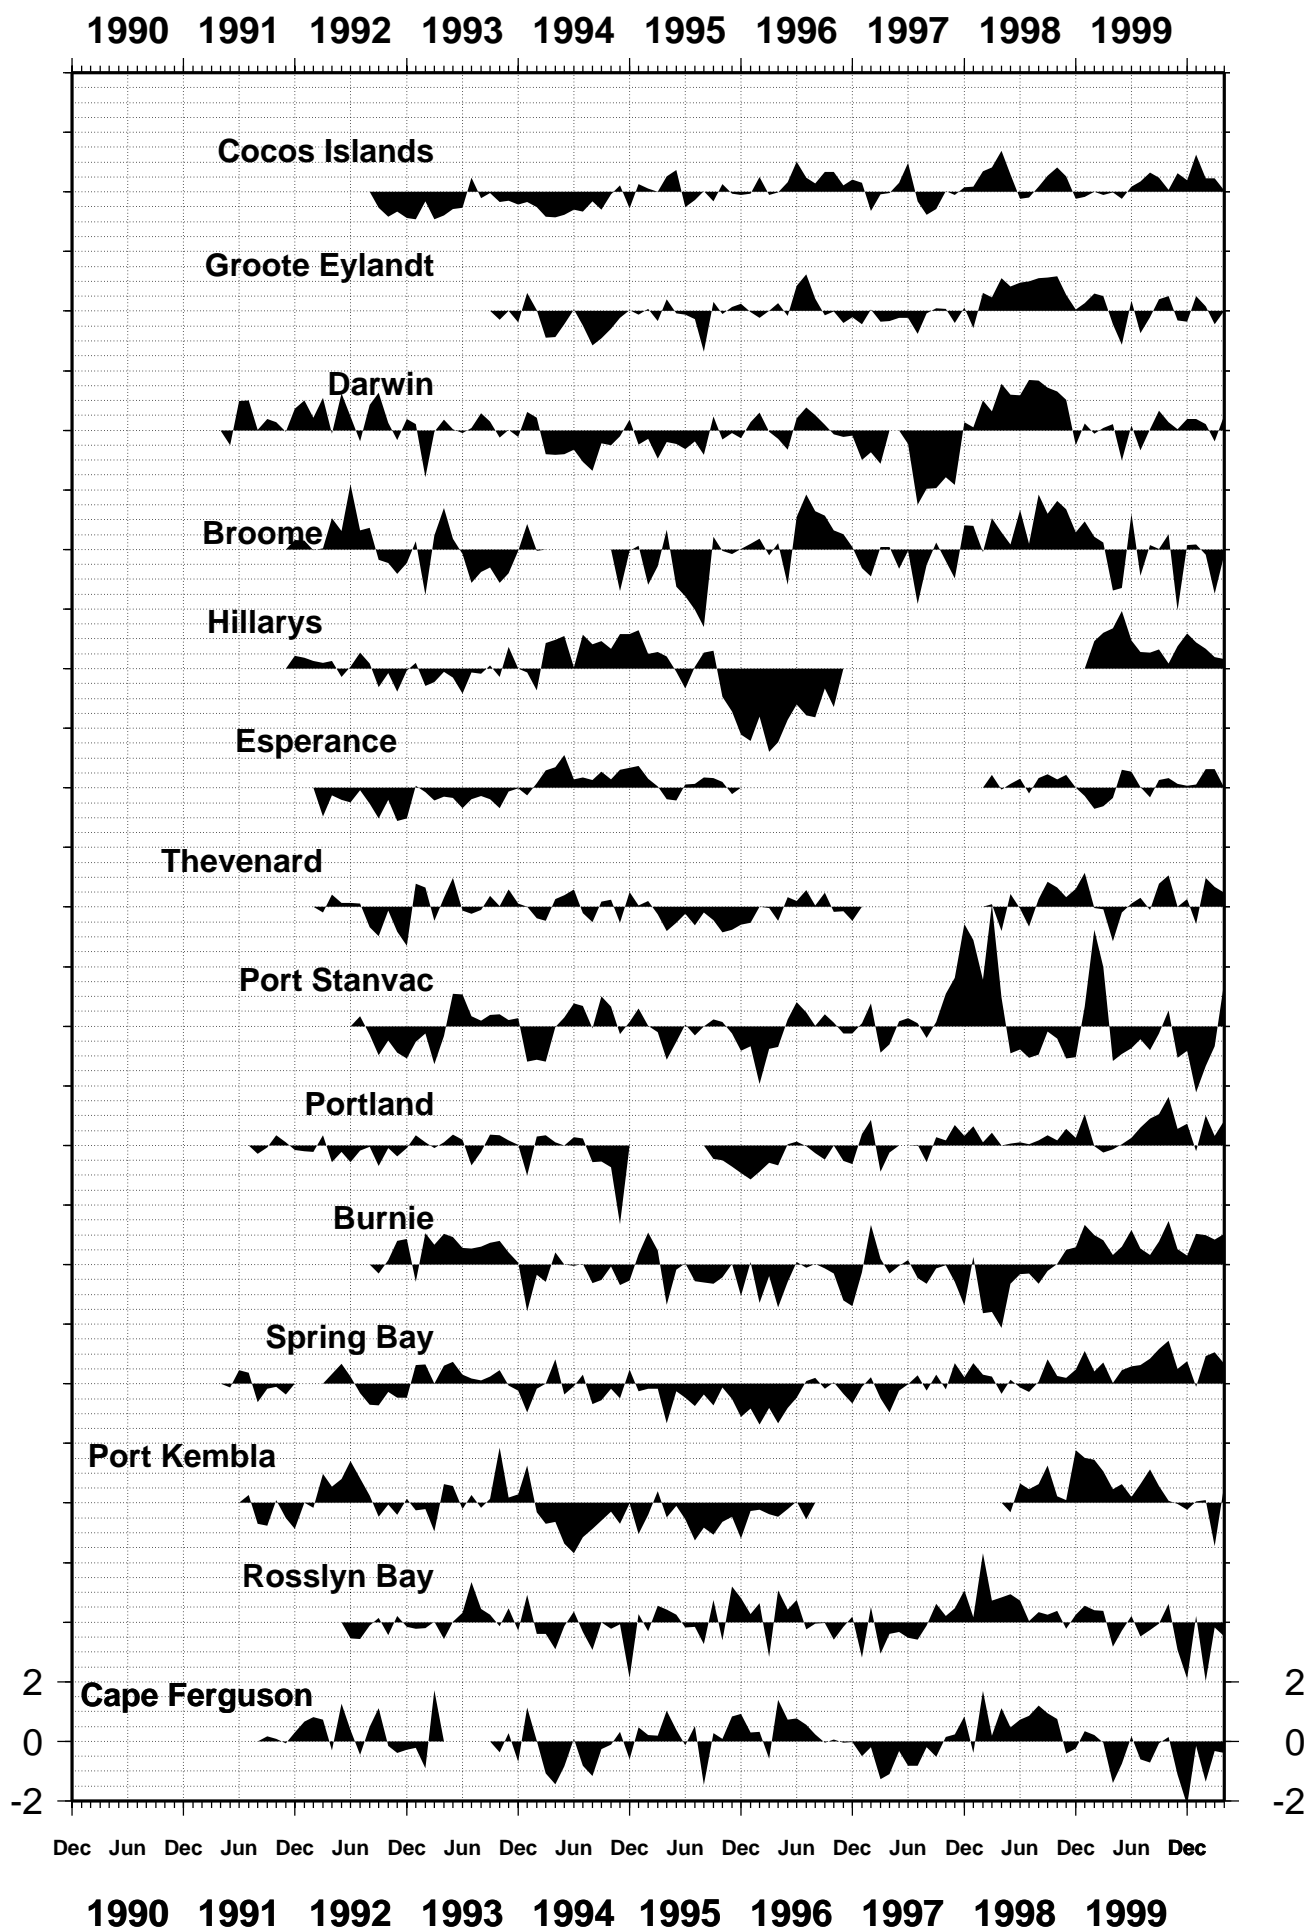 1990 1991 1992 1993 1994 1995 1996 1997 1998 1999
Cocos Islands
Groote Eylandt
Darwin
Broome
Hillarys
Esperance
Thevenard
Port Stanvac
Portland
Burnie
Spring Bay
Port Kembla
Rosslyn Bay
2 2
Cape Ferguson
0 0
-2 -2
Dec Jun Dec Jun Dec Jun Dec Jun Dec Jun Dec Jun Dec Jun Dec Jun Dec Jun Dec Jun Dec
1990 1991 1992 1993 1994 1995 1996 1997 1998 1999